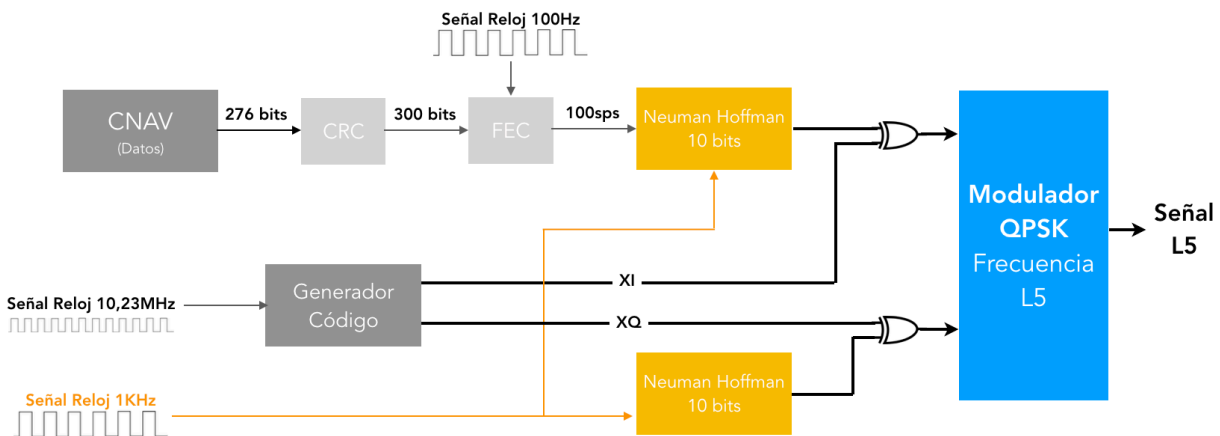 Señal Reloj 100Hz
CNAV
(Datos)
276 bits
CRC
300 bits
FEC
100sps
Neuman Hoffman
10 bits
Modulador
QPSK
Frecuencia
L5
Señal
L5
Señal Reloj 10,23MHz
Generador
Código
XI
XQ
Señal Reloj 1KHz
Neuman Hoffman
10 bits